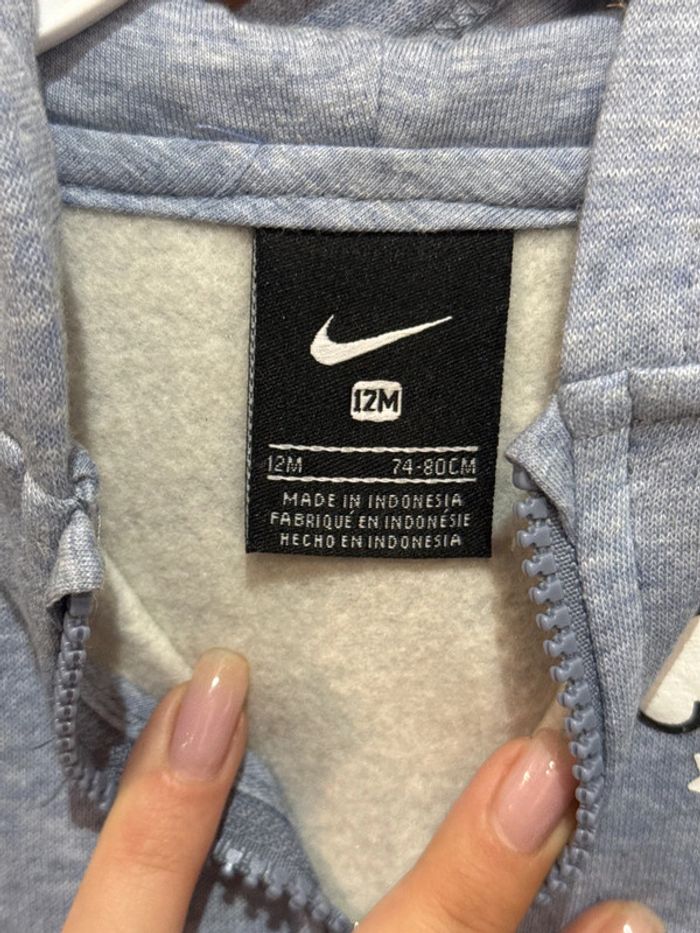 12M
12M 74-80CM
MADE IN INDONESIA
FABRIQUÉ EN INDONÉSIE
HECHO EN INDONESIA